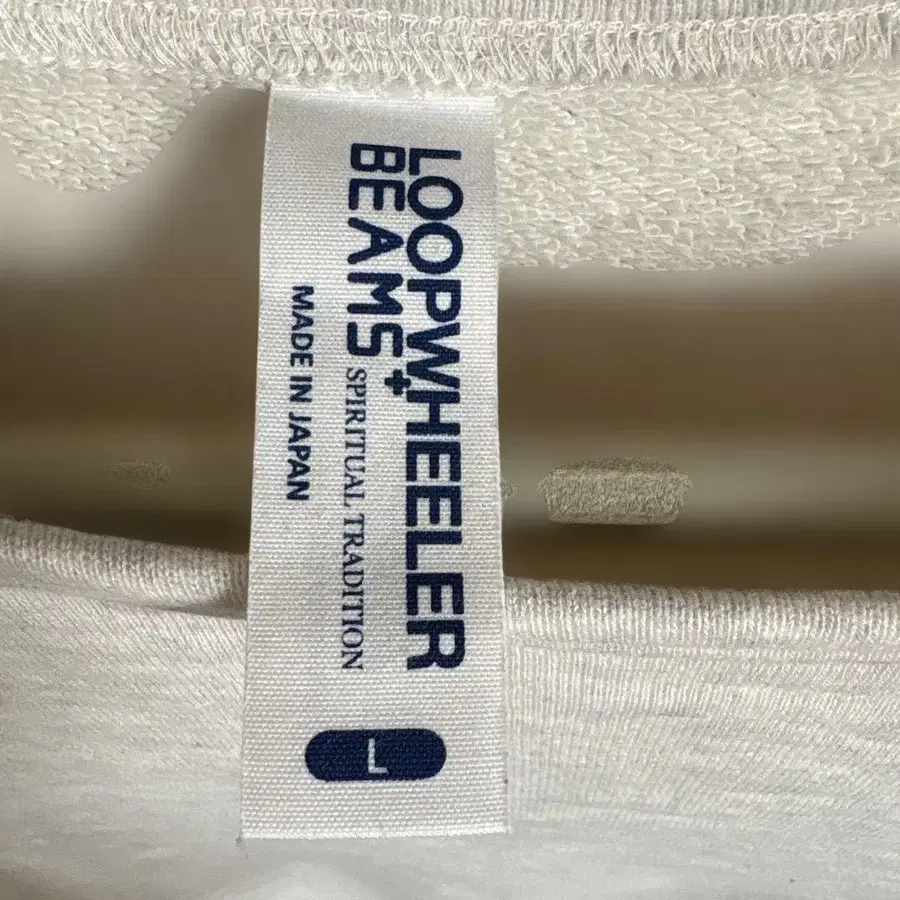 LOOPWHEELER
BEAMS+ SPIRITUAL TRADITION
MADE IN JAPAN
L